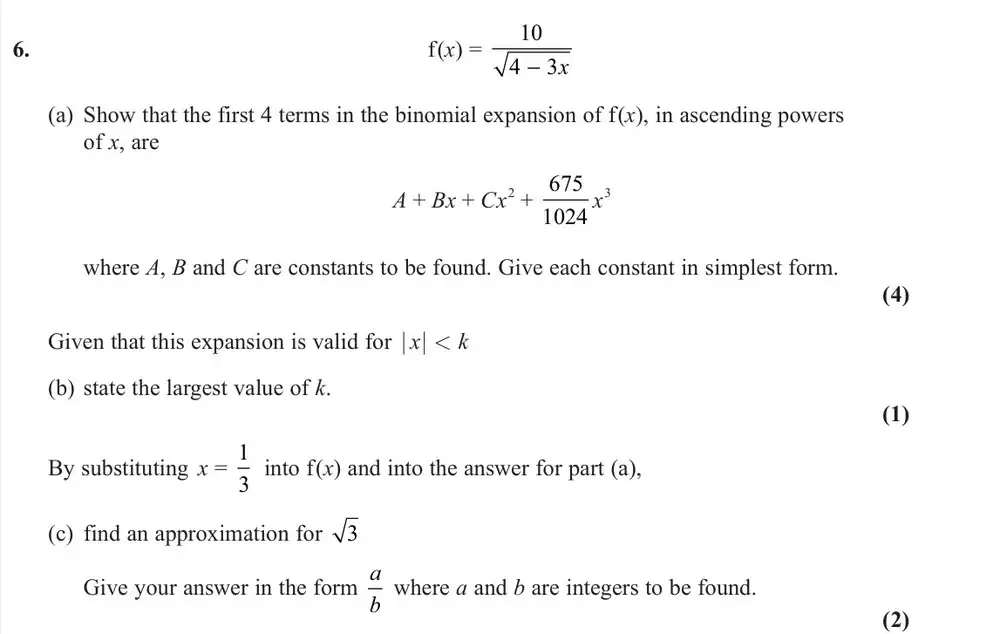 6. f(x) = 10/√(4 − 3x)
(a) Show that the first 4 terms in the binomial expansion of f(x), in ascending powers
of x, are
A + Bx + Cx² + 675/1024 x³
where A, B and C are constants to be found. Give each constant in simplest form.
(4)
Given that this expansion is valid for |x| < k
(b) state the largest value of k.
(1)
By substituting x = 1/3 into f(x) and into the answer for part (a),
(c) find an approximation for √3
Give your answer in the form a/b where a and b are integers to be found.
(2)